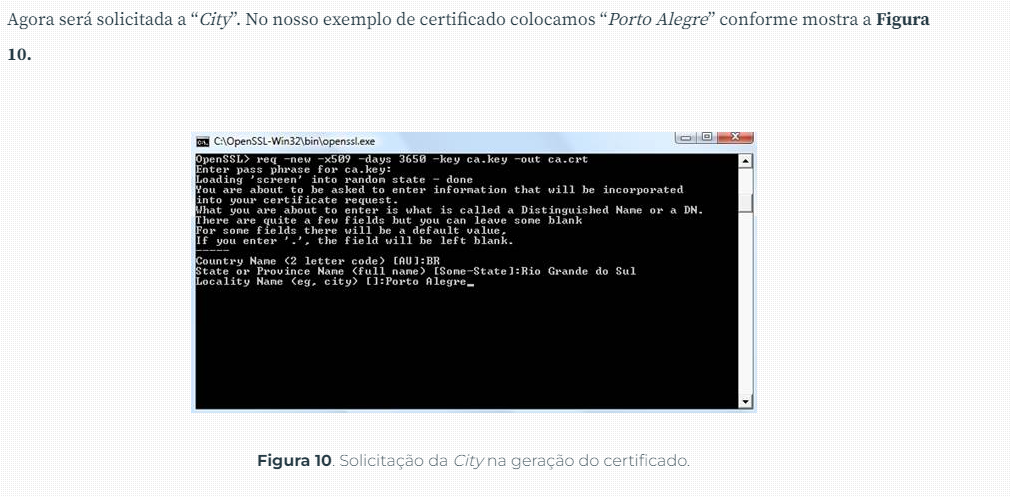 Agora será solicitada a “City”. No nosso exemplo de certificado colocamos “Porto Alegre” conforme mostra a Figura
10.
C:\OpenSSL-Win32\bin\openssl.exe
OpenSSL> req -new -x509 -days 3650 -key ca.key -out ca.crt
Enter pass phrase for ca.key:
Loading 'screen' into random state - done
You are about to be asked to enter information that will be incorporated
into your certificate request.
What you are about to enter is what is called a Distinguished Name or a DN.
There are quite a few fields but you can leave some blank
For some fields there will be a default value,
If you enter '.', the field will be left blank.
-----
Country Name (2 letter code) [AU]:BR
State or Province Name (full name) [Some-State]:Rio Grande do Sul
Locality Name (eg, city) []:Porto Alegre_
Figura 10. Solicitação da City na geração do certificado.